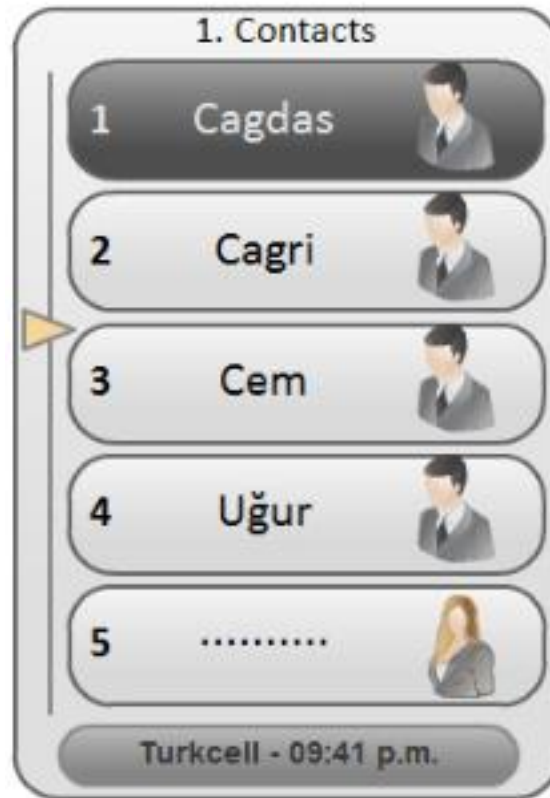 1. Contacts
1 Cagdas
2 Cagri
3 Cem
4 Uğur
5 ..........
Turkcell - 09:41 p.m.